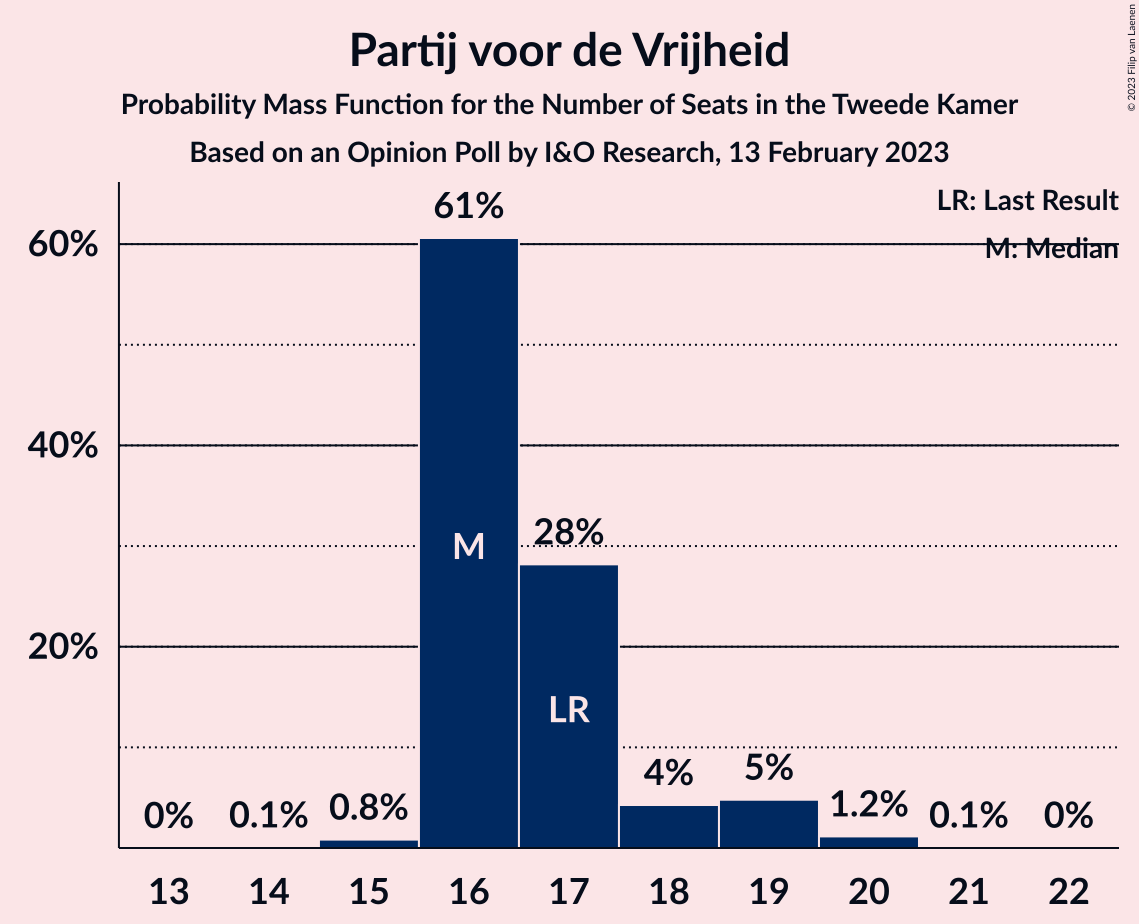 Partij voor de Vrijheid
Probability Mass Function for the Number of Seats in the Tweede Kamer
Based on an Opinion Poll by I&O Research, 13 February 2023
© 2023 Filip van Laenen
LR: Last Result
M: Median
60%
40%
20%
0%
0.1%
0.8%
61%
28%
4%
5%
1.2%
0.1%
0%
M
LR
13 14 15 16 17 18 19 20 21 22